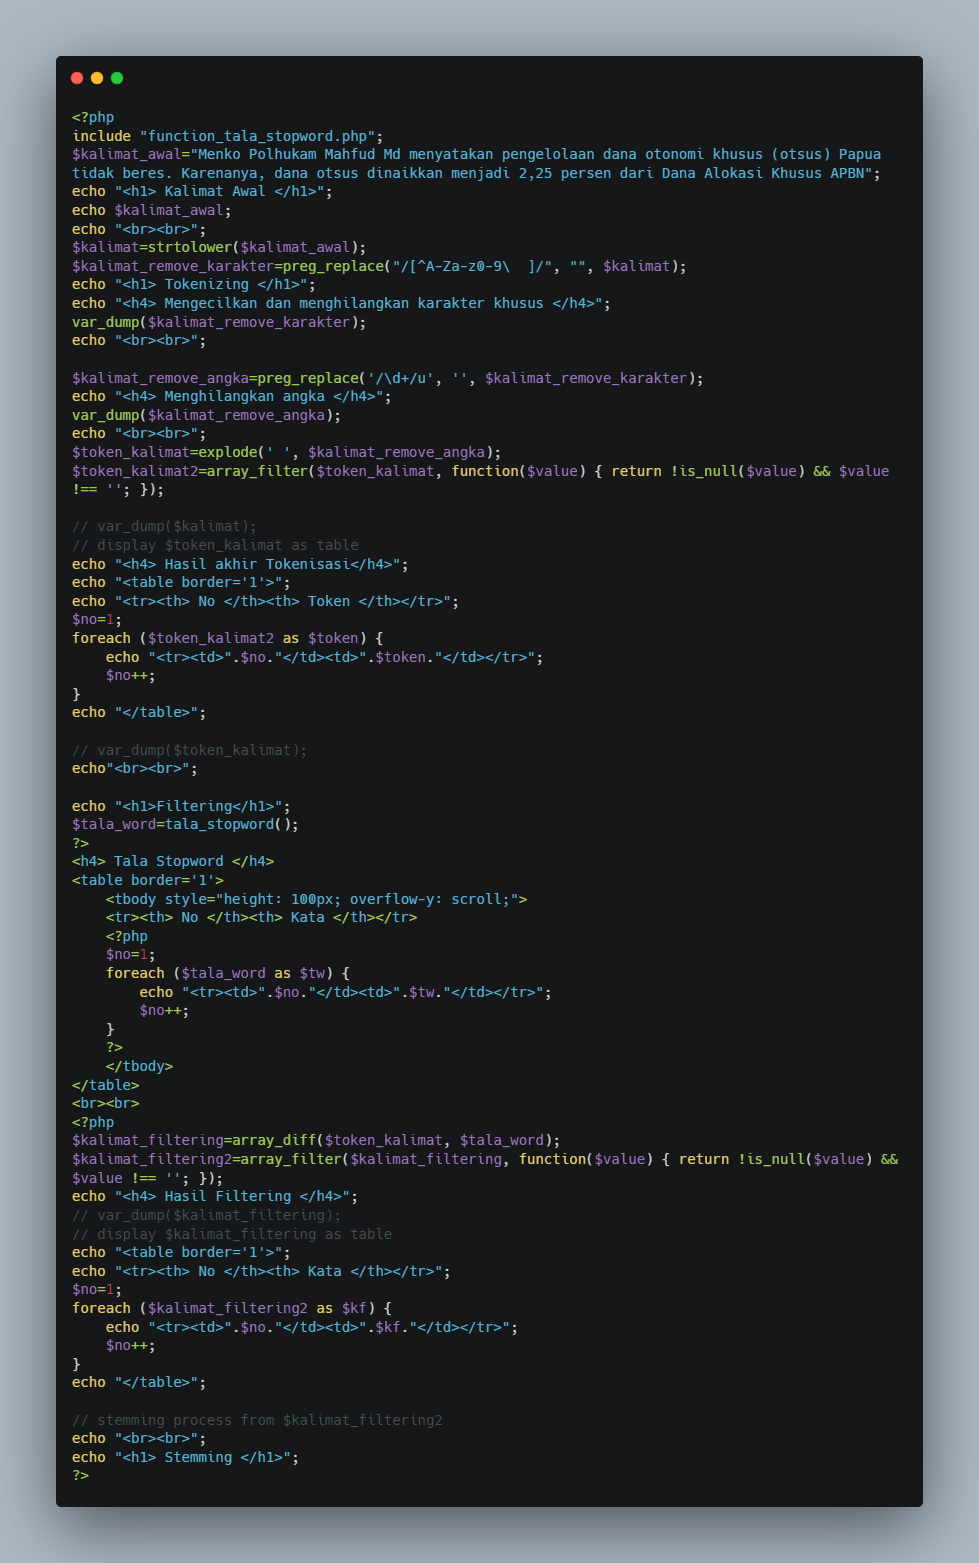 <?php
include "function_tala_stopword.php";
$kalimat_awal="Menko Polhukam Mahfud Md menyatakan pengelolaan dana otonomi khusus (otsus) Papua
tidak beres. Karenanya, dana otsus dinaikkan menjadi 2,25 persen dari Dana Alokasi Khusus APBN";
echo "<h1> Kalimat Awal </h1>";
echo $kalimat_awal;
echo "<br><br>";
$kalimat=strtolower($kalimat_awal);
$kalimat_remove_karakter=preg_replace("/[^A-Za-z0-9\  ]/", "", $kalimat);
echo "<h1> Tokenizing </h1>";
echo "<h4> Mengecilkan dan menghilangkan karakter khusus </h4>";
var_dump($kalimat_remove_karakter);
echo "<br><br>";

$kalimat_remove_angka=preg_replace('/\d+/u', '', $kalimat_remove_karakter);
echo "<h4> Menghilangkan angka </h4>";
var_dump($kalimat_remove_angka);
echo "<br><br>";
$token_kalimat=explode(' ', $kalimat_remove_angka);
$token_kalimat2=array_filter($token_kalimat, function($value) { return !is_null($value) && $value
!== ''; });

// var_dump($kalimat);
// display $token_kalimat as table
echo "<h4> Hasil akhir Tokenisasi</h4>";
echo "<table border='1'>";
echo "<tr><th> No </th><th> Token </th></tr>";
$no=1;
foreach ($token_kalimat2 as $token) {
    echo "<tr><td>".$no."</td><td>".$token."</td></tr>";
    $no++;
}
echo "</table>";

// var_dump($token_kalimat);
echo"<br><br>";

echo "<h1>Filtering</h1>";
$tala_word=tala_stopword();
?>
<h4> Tala Stopword </h4>
<table border='1'>
    <tbody style="height: 100px; overflow-y: scroll;">
    <tr><th> No </th><th> Kata </th></tr>
    <?php
    $no=1;
    foreach ($tala_word as $tw) {
        echo "<tr><td>".$no."</td><td>".$tw."</td></tr>";
        $no++;
    }
    ?>
    </tbody>
</table>
<br><br>
<?php
$kalimat_filtering=array_diff($token_kalimat, $tala_word);
$kalimat_filtering2=array_filter($kalimat_filtering, function($value) { return !is_null($value) &&
$value !== ''; });
echo "<h4> Hasil Filtering </h4>";
// var_dump($kalimat_filtering);
// display $kalimat_filtering as table
echo "<table border='1'>";
echo "<tr><th> No </th><th> Kata </th></tr>";
$no=1;
foreach ($kalimat_filtering2 as $kf) {
    echo "<tr><td>".$no."</td><td>".$kf."</td></tr>";
    $no++;
}
echo "</table>";

// stemming process from $kalimat_filtering2
echo "<br><br>";
echo "<h1> Stemming </h1>";
?>